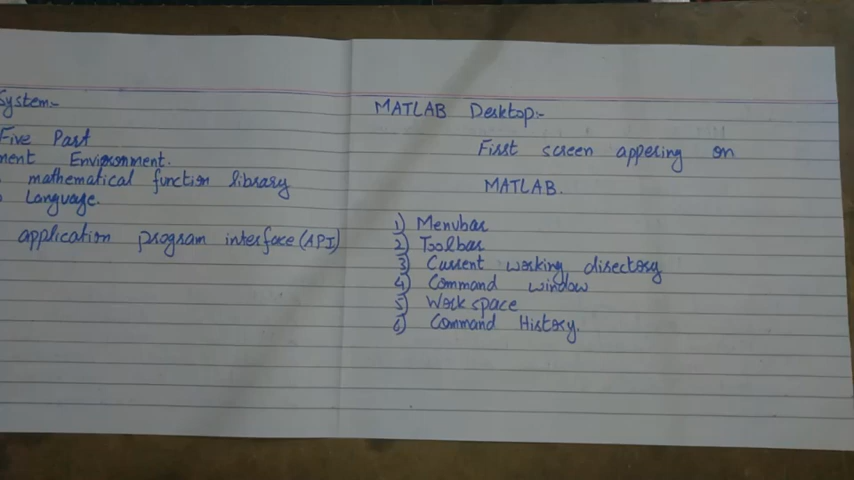 System:-
Five Part
ment Environment.
mathematical function library
Language.
application program interface (API)
MATLAB Desktop:-
First screen appering on
MATLAB.
1) Menubar
2) Toolbar
3) Current working directory
4) Command window
5) Work space
6) Command History.